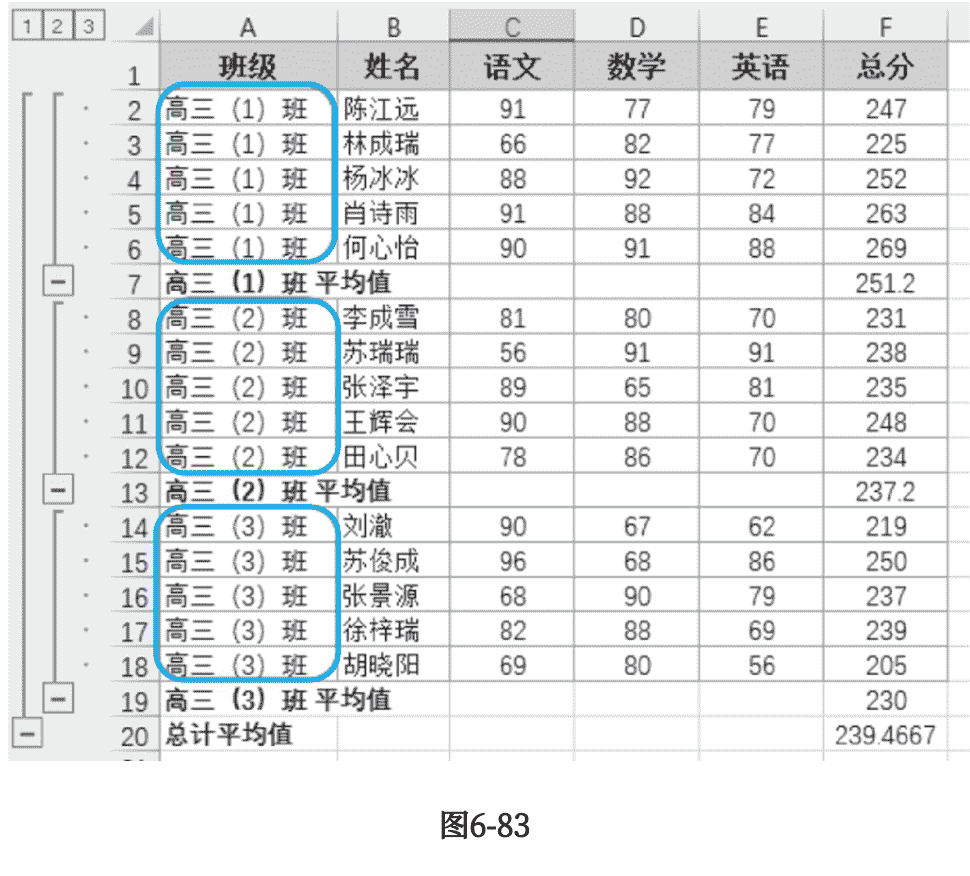 1 2 3 A B C D E F
1 班级 姓名 语文 数学 英语 总分
2 高三（1）班 陈江远 91 77 79 247
3 高三（1）班 林成瑞 66 82 77 225
4 高三（1）班 杨冰冰 88 92 72 252
5 高三（1）班 肖诗雨 91 88 84 263
6 高三（1）班 何心怡 90 91 88 269
7 高三（1）班 平均值 251.2
8 高三（2）班 李成雪 81 80 70 231
9 高三（2）班 苏瑞瑞 56 91 91 238
10 高三（2）班 张泽宇 89 65 81 235
11 高三（2）班 王辉会 90 88 70 248
12 高三（2）班 田心贝 78 86 70 234
13 高三（2）班 平均值 237.2
14 高三（3）班 刘澈 90 67 62 219
15 高三（3）班 苏俊成 96 68 86 250
16 高三（3）班 张景源 68 90 79 237
17 高三（3）班 徐梓瑞 82 88 69 239
18 高三（3）班 胡晓阳 69 80 56 205
19 高三（3）班 平均值 230
20 总计平均值 239.4667
图6-83